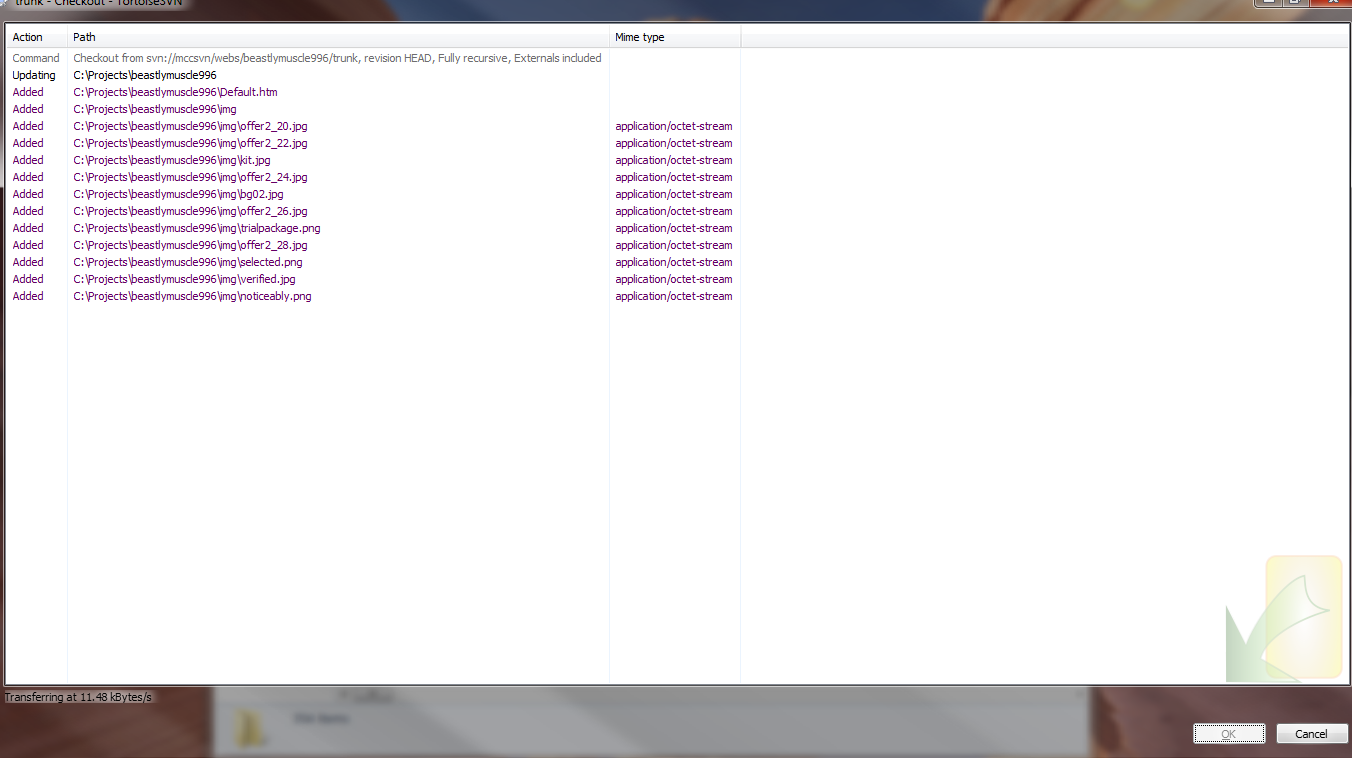 trunk - Checkout - TortoiseSVN
Action Path Mime type
Command Checkout from svn://mccsvn/webs/beastlymuscle996/trunk, revision HEAD, Fully recursive, Externals included
Updating C:\Projects\beastlymuscle996
Added C:\Projects\beastlymuscle996\Default.htm
Added C:\Projects\beastlymuscle996\img
Added C:\Projects\beastlymuscle996\img\offer2_20.jpg application/octet-stream
Added C:\Projects\beastlymuscle996\img\offer2_22.jpg application/octet-stream
Added C:\Projects\beastlymuscle996\img\kit.jpg application/octet-stream
Added C:\Projects\beastlymuscle996\img\offer2_24.jpg application/octet-stream
Added C:\Projects\beastlymuscle996\img\bg02.jpg application/octet-stream
Added C:\Projects\beastlymuscle996\img\offer2_26.jpg application/octet-stream
Added C:\Projects\beastlymuscle996\img\trialpackage.png application/octet-stream
Added C:\Projects\beastlymuscle996\img\offer2_28.jpg application/octet-stream
Added C:\Projects\beastlymuscle996\img\selected.png application/octet-stream
Added C:\Projects\beastlymuscle996\img\verified.jpg application/octet-stream
Added C:\Projects\beastlymuscle996\img\noticeably.png application/octet-stream
Transferring at 11.48 kBytes/s
OK Cancel